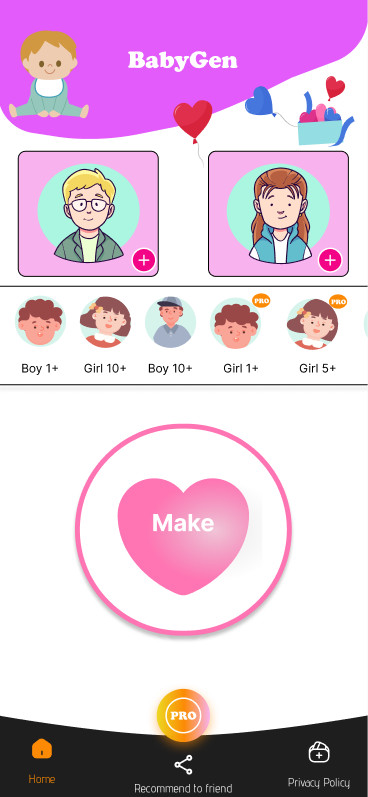 BabyGen
PRO PRO
Boy 1+ Girl 10+ Boy 10+ Girl 1+ Girl 5+
Make
PRO
Home Recommend to friend Privacy Policy